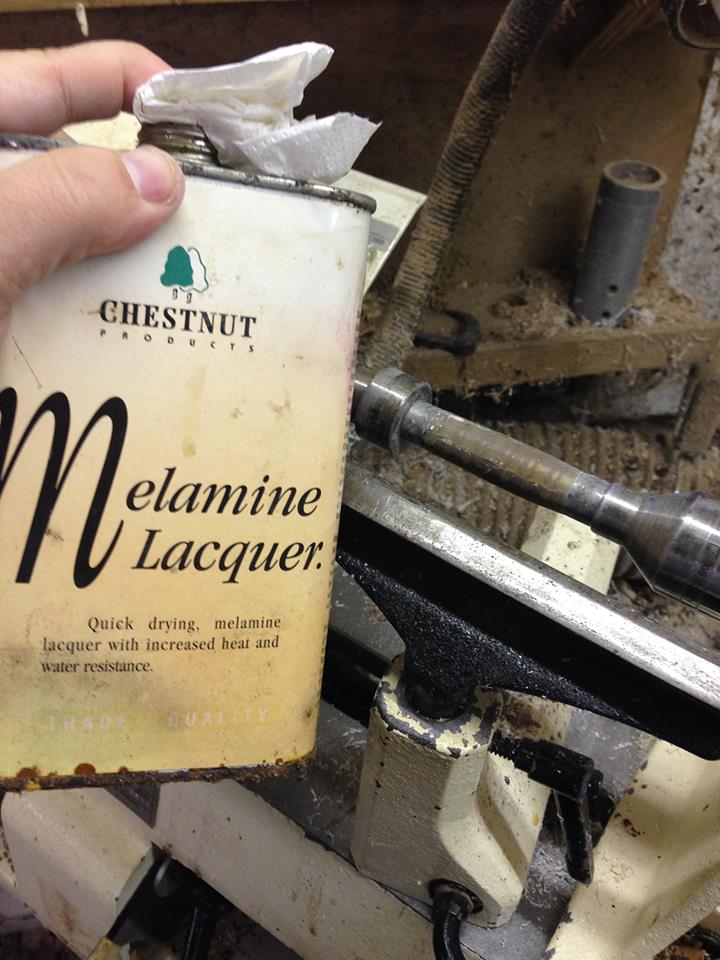 CHESTNUT
PRODUCTS
Melamine
Lacquer.
Quick drying, melamine
lacquer with increased heat and
water resistance.
TRADE QUALITY